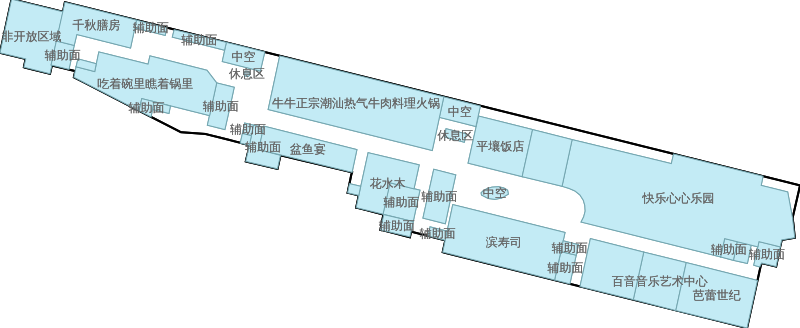 千秋膳房
辅助面
非开放区域
辅助面
辅助面
中空
休息区
吃着碗里瞧着锅里
辅助面
辅助面
牛牛正宗潮汕热气牛肉料理火锅
中空
辅助面
休息区
辅助面
盆鱼宴
平壤饭店
花水木
辅助面
辅助面
中空
快乐心心乐园
辅助面
辅助面
滨寿司
辅助面
辅助面
辅助面
辅助面
百音音乐艺术中心
芭蕾世纪